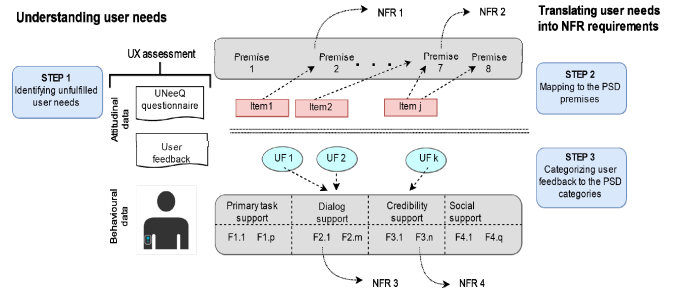 Understanding user needs
NFR 1
NFR 2
Translating user needs
into NFR requirements
UX assessment
STEP 1
Identifying unfulfilled
user needs
UNeeQ
questionnaire
User
feedback
Attitudinal
data
Behavioural
data
Premise
1
Premise
2
. . .
Premise
7
Premise
8
Item1
Item2
Item j
STEP 2
Mapping to the PSD
premises
UF 1
UF 2
UF k
STEP 3
Categorizing user
feedback to the PSD
categories
Primary task
support
Dialog
support
Credibility
support
Social
support
F1.1 F1.p
F2.1 F2.m
F3.1 F3.n
F4.1 F4.q
NFR 3
NFR 4